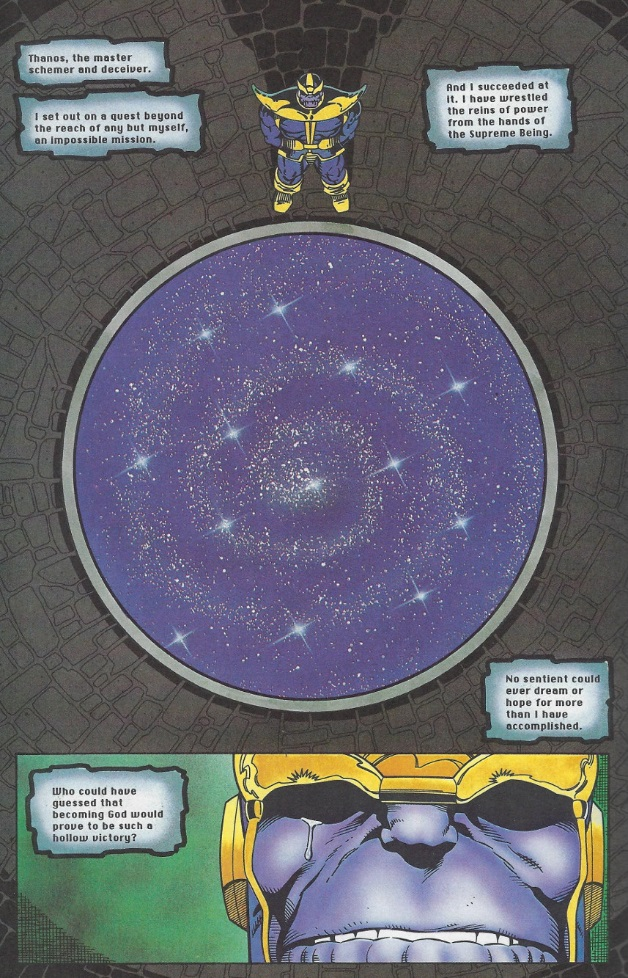 Thanos, the master
schemer and deceiver.
I set out on a quest beyond
the reach of any but myself,
an impossible mission.
And I succeeded at
it. I have wrestled
the reins of power
from the hands of
the Supreme Being.
No sentient could
ever dream or
hope for more
than I have
accomplished.
Who could have
guessed that
becoming God would
prove to be such a
hollow victory?